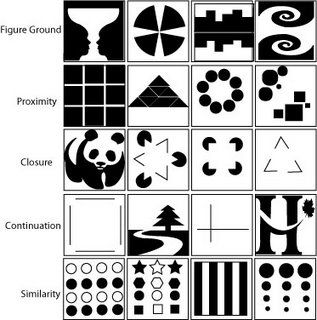 Figure Ground
Proximity
Closure
Continuation
H
Similarity